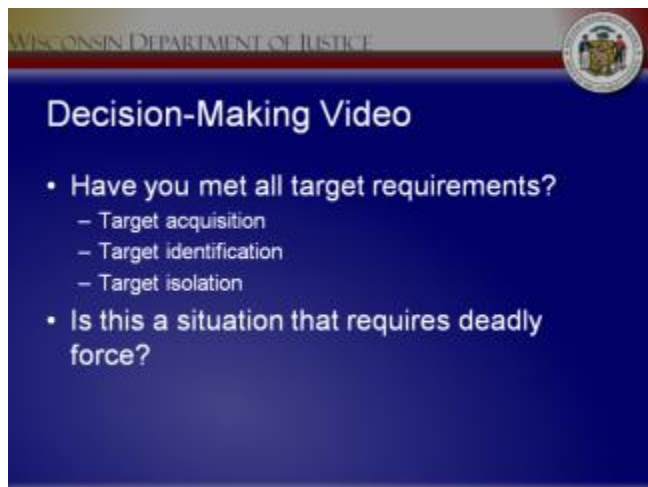 WISCONSIN DEPARTMENT OF JUSTICE
Decision-Making Video
• Have you met all target requirements?
– Target acquisition
– Target identification
– Target isolation
• Is this a situation that requires deadly
force?